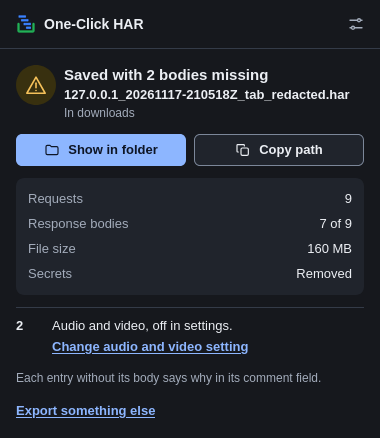 One-Click HAR
Saved with 2 bodies missing
127.0.0.1_20261117-210518Z_tab_redacted.har
In downloads
Show in folder
Copy path
Requests 9
Response bodies 7 of 9
File size 160 MB
Secrets Removed
2 Audio and video, off in settings.
Change audio and video setting
Each entry without its body says why in its comment field.
Export something else